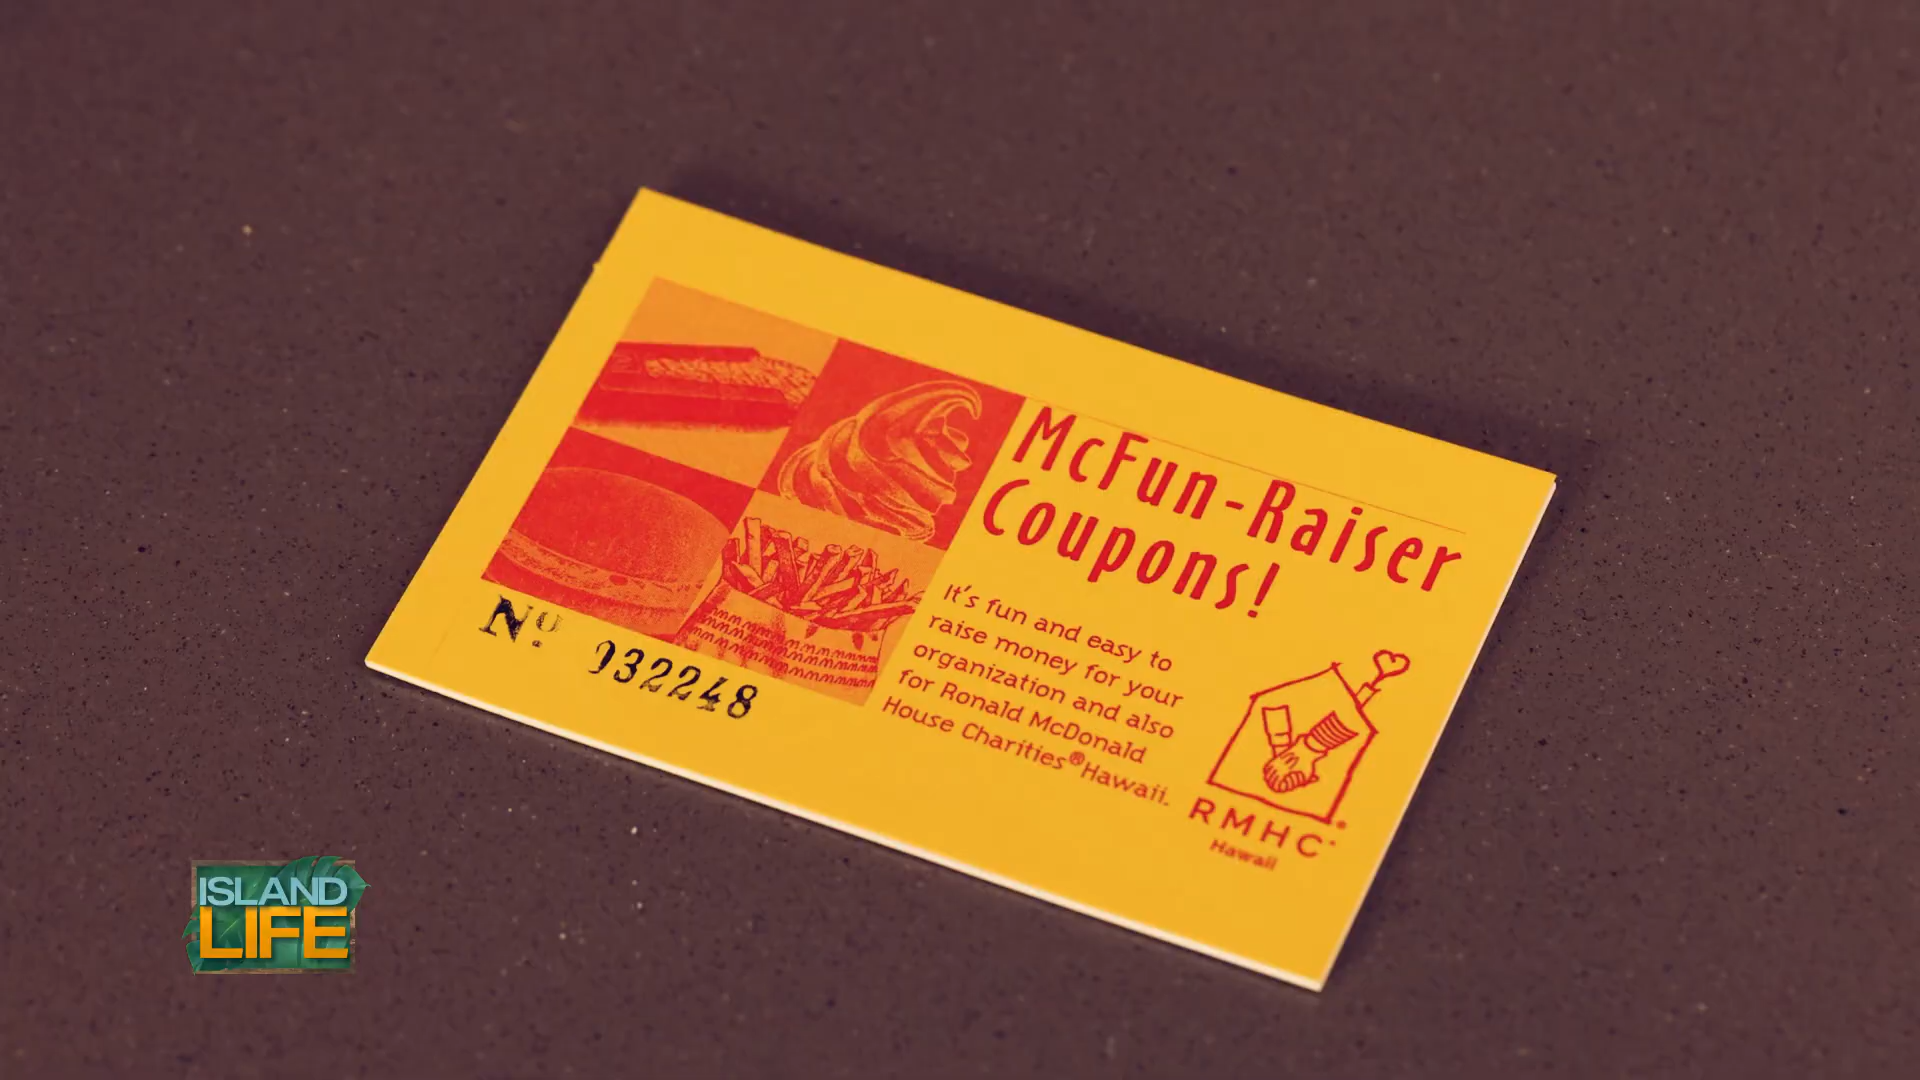 McFun-Raiser
Coupons!
It's fun and easy to
raise money for your
organization and also
for Ronald McDonald
House Charities® Hawaii.
Nº. 032248
RMHC
Hawaii
ISLAND
LIFE